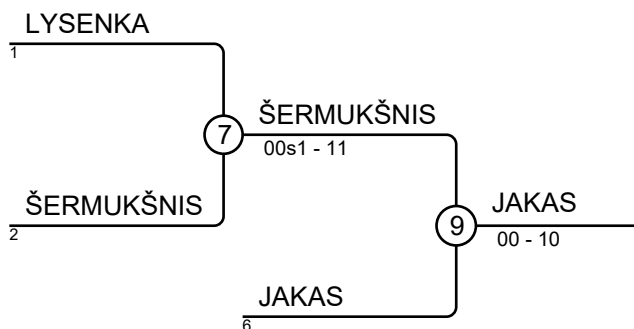 LYSENKA
1
7
ŠERMUKŠNIS
00s1 - 11
ŠERMUKŠNIS
2
9
JAKAS
00 - 10
JAKAS
6